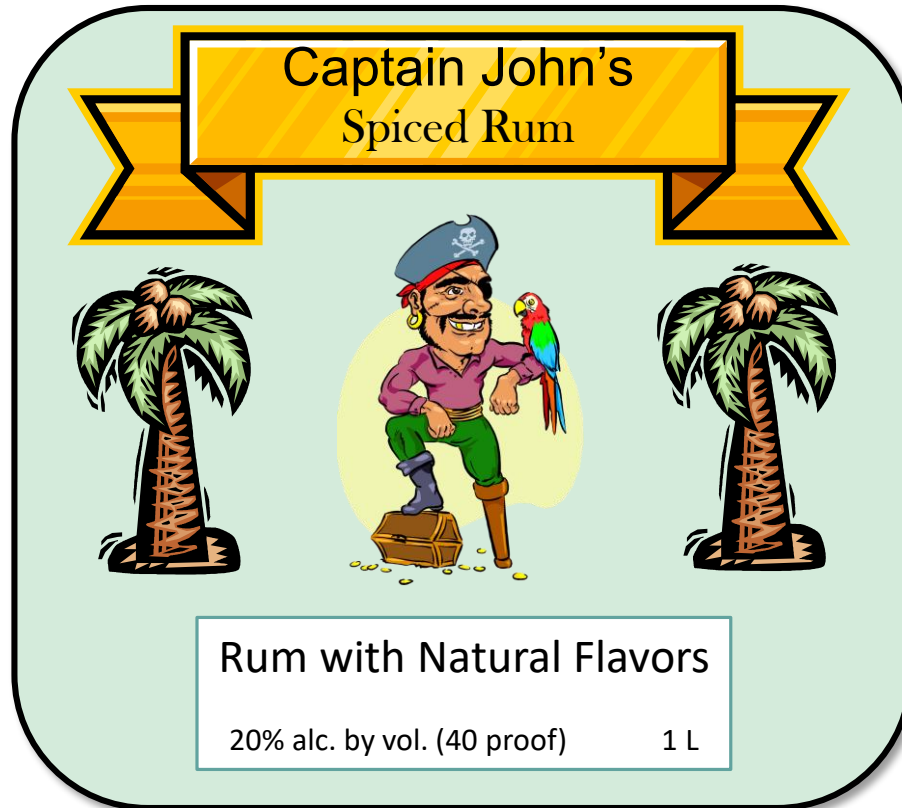 Captain John's
Spiced Rum
Rum with Natural Flavors
20% alc. by vol. (40 proof) 1 L